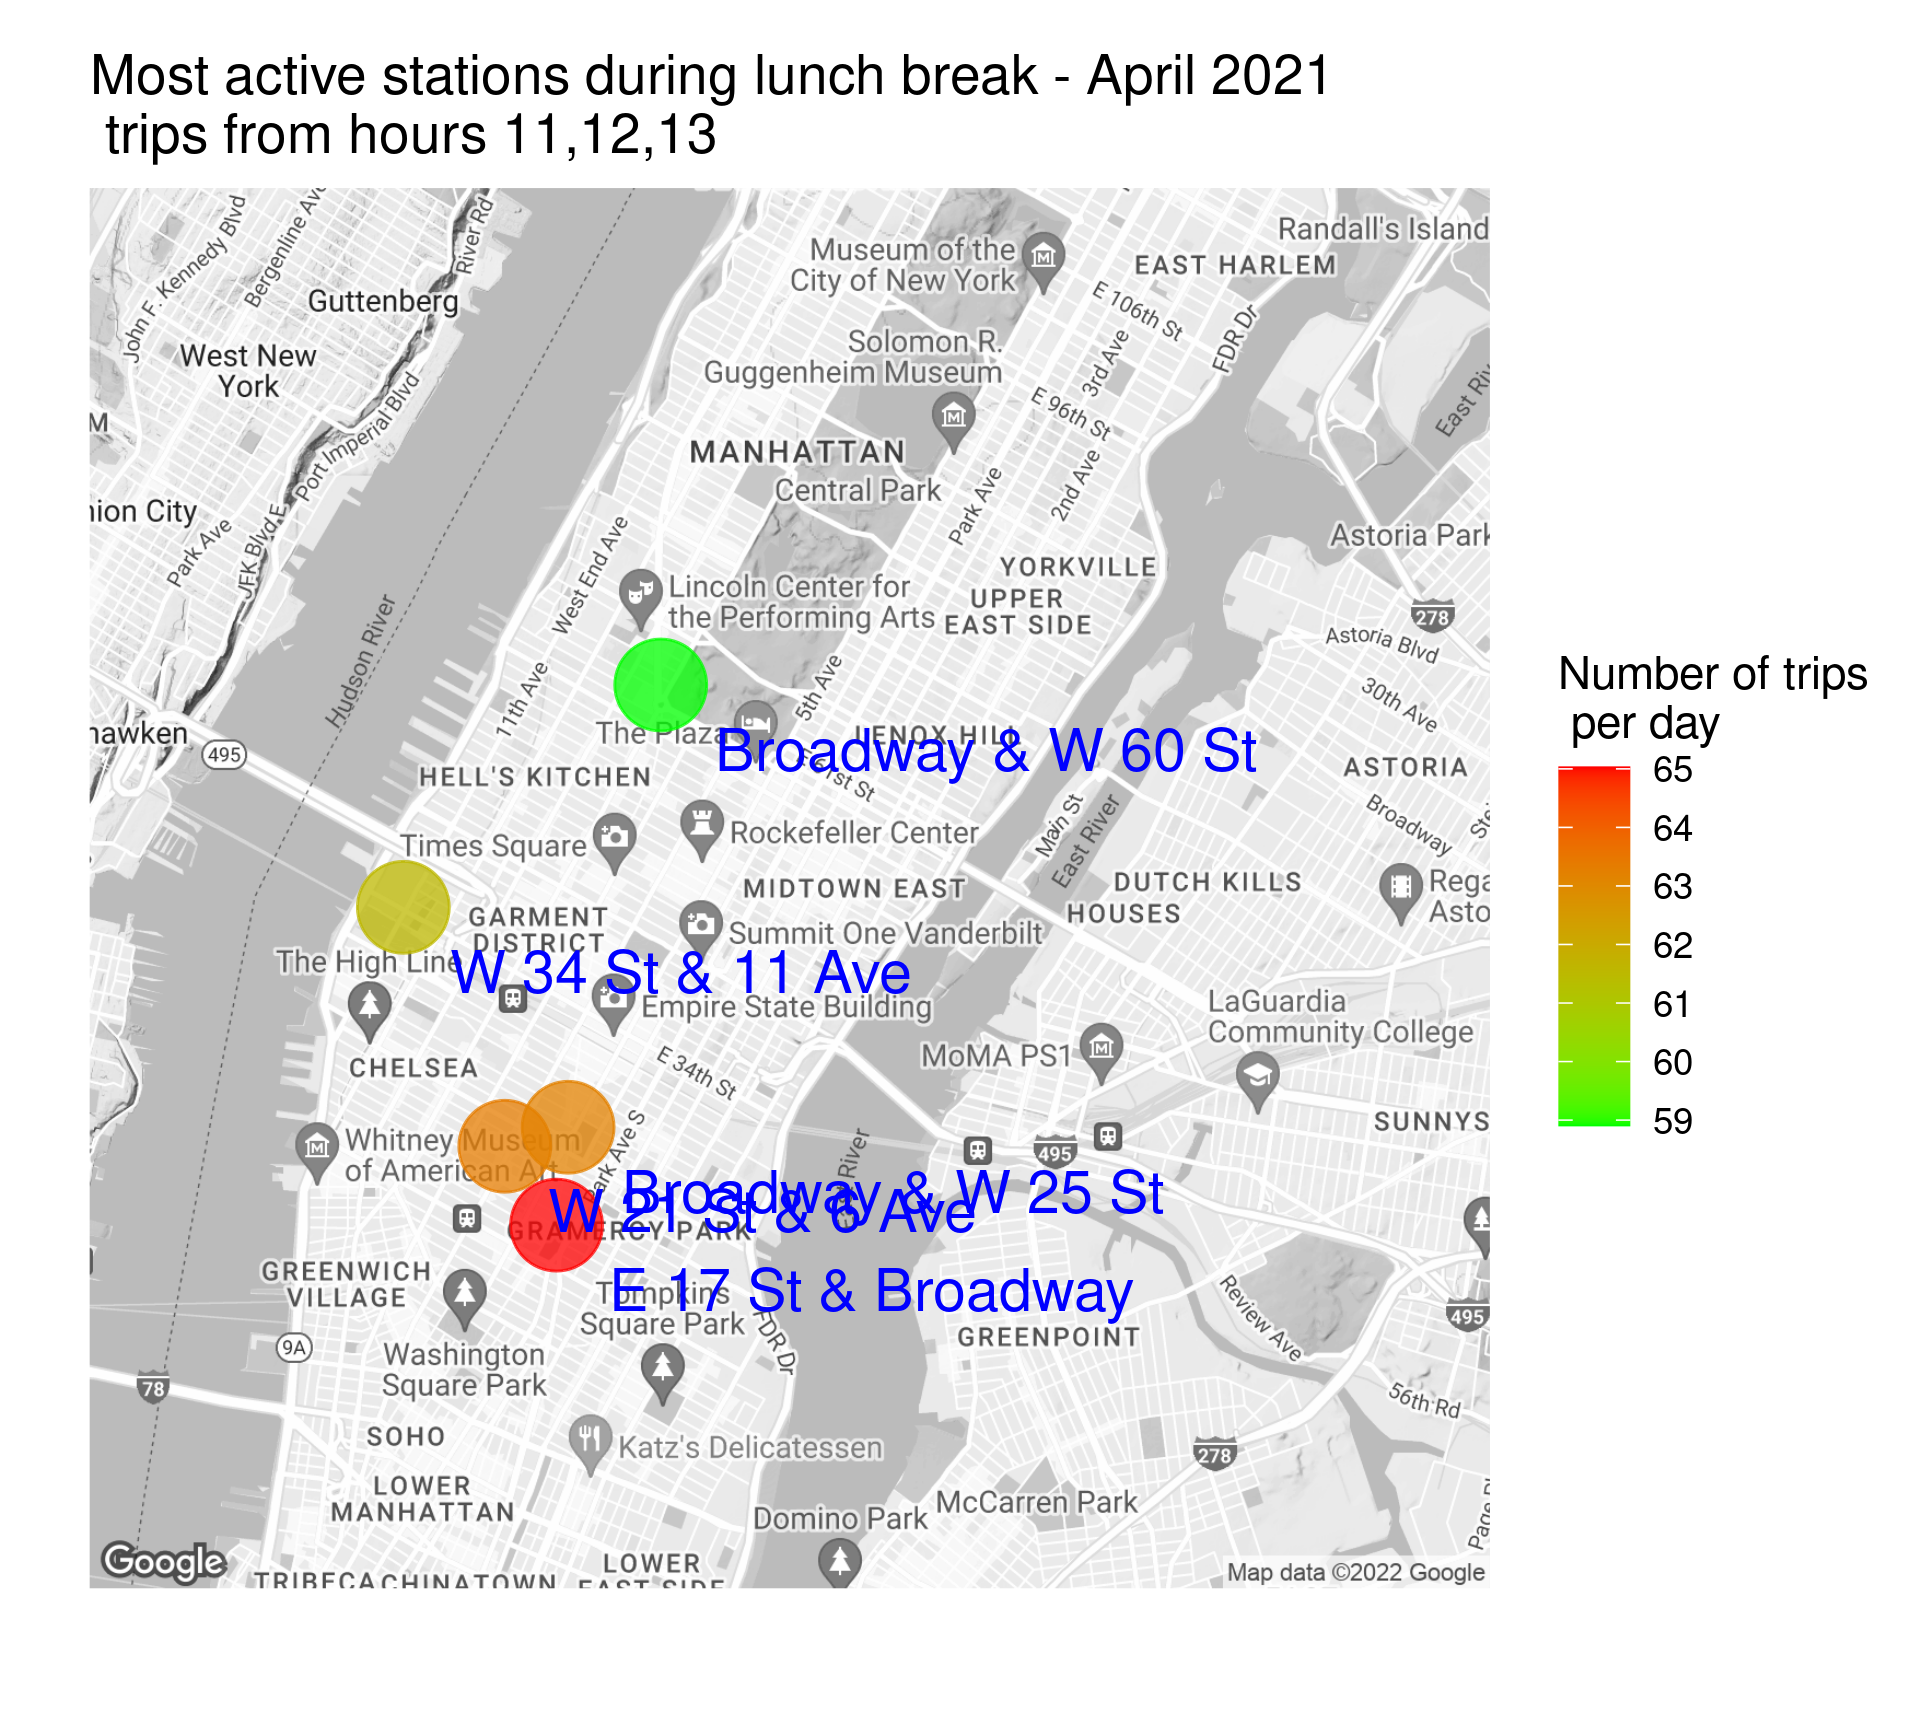 Most active stations during lunch break - April 2021
trips from hours 11,12,13
Randall's Island
Museum of the
City of New York
EAST HARLEM
John F. Kennedy Blvd
Bergenline Ave
River Rd
Guttenberg
E 106th St
FDR Dr
Solomon R.
Guggenheim Museum
3rd Ave
West New
York
Port Imperial Blvd
E 96th St
East Riv
M
MANHATTAN
Central Park
Park Ave
2nd Ave
nion City
Park Ave
JFK Blvd E
West End Ave
Astoria Park
YORKVILLE
Lincoln Center for
the Performing Arts
UPPER
EAST SIDE
278
Astoria Blvd
Hudson River
11th Ave
5th Ave
30th Ave
Number of trips
per day
The Plaza
LENOX HILL
Broadway & W 60 St
hawken
495
HELL'S KITCHEN
E 61st St
ASTORIA
65
64
63
62
61
60
59
Broadway
Main St
East River
Times Square
Rockefeller Center
MIDTOWN EAST
DUTCH KILLS
HOUSES
Rega
Asto
GARMENT
DISTRICT
Summit One Vanderbilt
The High Line
W 34 St & 11 Ave
Empire State Building
LaGuardia
Community College
MoMA PS1
CHELSEA
E 34th St
SUNNYS
Whitney Museum
of American Art
Park Ave S
495
East River
Broadway & W 25 St
W 21 St & 6 Ave
GRAMERCY PARK
E 17 St & Broadway
GREENWICH
VILLAGE
Tompkins
Square Park
FDR Dr
GREENPOINT
Review Ave
495
9A
Washington
Square Park
78
56th Rd
SOHO
Katz's Delicatessen
278
LOWER
MANHATTAN
McCarren Park
Domino Park
Google
LOWER
EAST SIDE
TRIBECA
CHINATOWN
Map data ©2022 Google